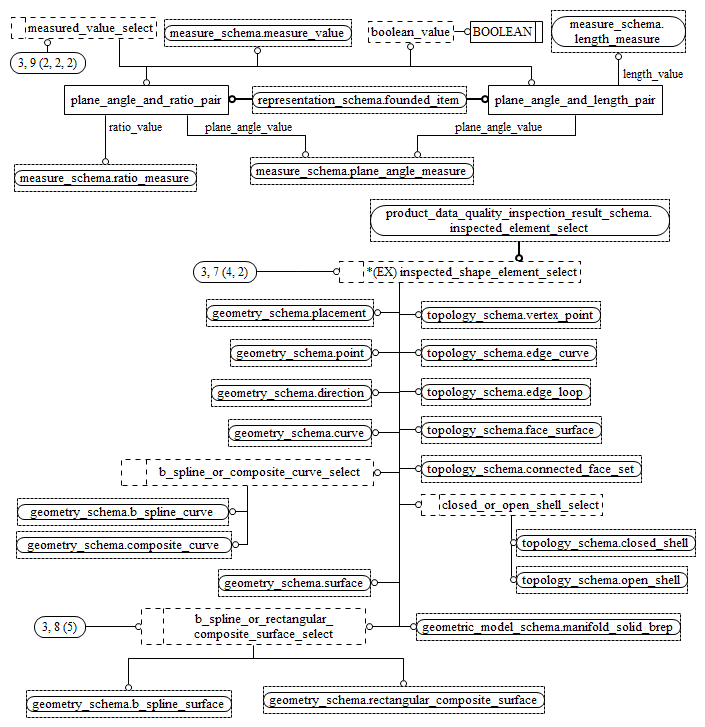 measured_value_select
measure_schema.measure_value
boolean_value
BOOLEAN
measure_schema.
length_measure
3, 9 (2, 2, 2)
length_value
plane_angle_and_ratio_pair
representation_schema.founded_item
plane_angle_and_length_pair
ratio_value
plane_angle_value
plane_angle_value
measure_schema.ratio_measure
measure_schema.plane_angle_measure
product_data_quality_inspection_result_schema.
inspected_element_select
3, 7 (4, 2)
*(EX) inspected_shape_element_select
geometry_schema.placement
topology_schema.vertex_point
geometry_schema.point
topology_schema.edge_curve
geometry_schema.direction
topology_schema.edge_loop
geometry_schema.curve
topology_schema.face_surface
b_spline_or_composite_curve_select
topology_schema.connected_face_set
geometry_schema.b_spline_curve
closed_or_open_shell_select
geometry_schema.composite_curve
topology_schema.closed_shell
geometry_schema.surface
topology_schema.open_shell
3, 8 (5)
b_spline_or_rectangular_
composite_surface_select
geometric_model_schema.manifold_solid_brep
geometry_schema.b_spline_surface
geometry_schema.rectangular_composite_surface